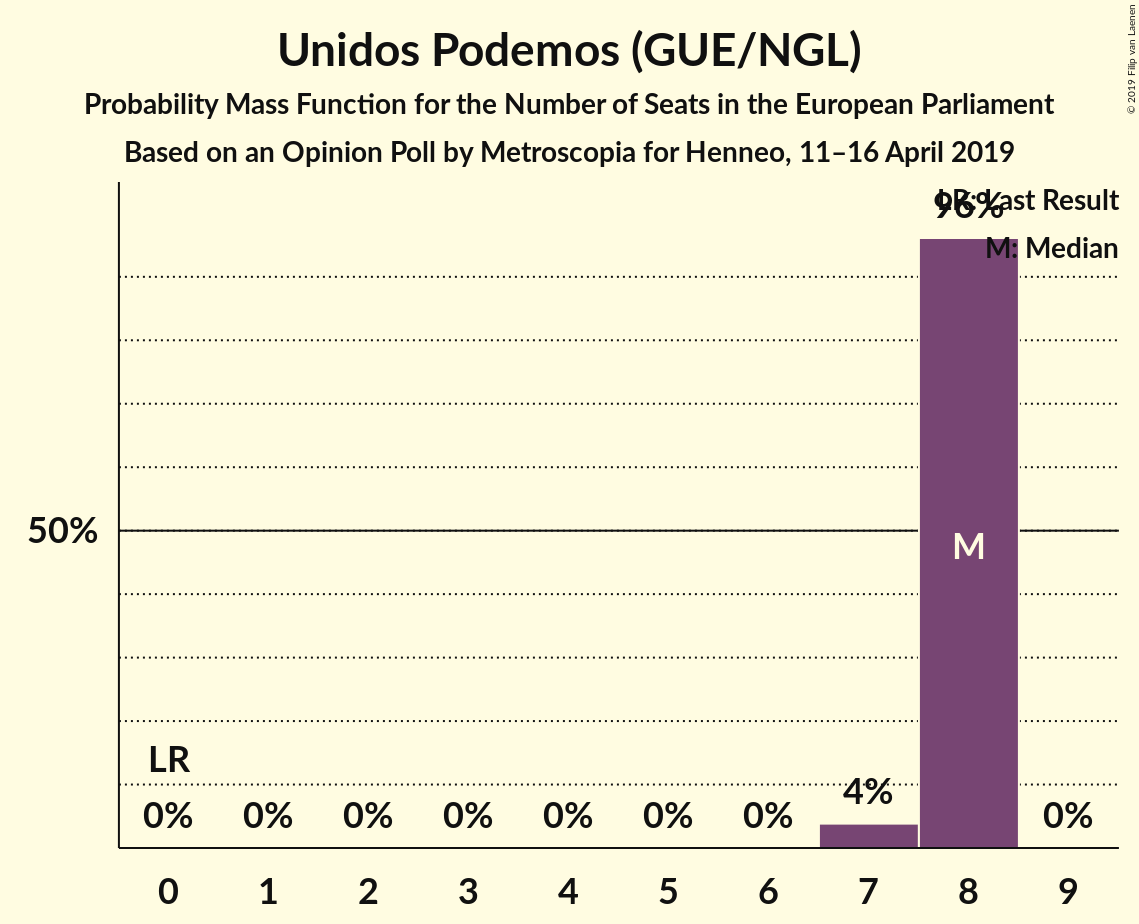 Unidos Podemos (GUE/NGL)
Probability Mass Function for the Number of Seats in the European Parliament
Based on an Opinion Poll by Metroscopia for Henneo, 11–16 April 2019
© 2019 Filip van Laenen
LR: Last Result
96%
M: Median
50%
M
LR
0% 0% 0% 0% 0% 0% 0% 4% 0%
0 1 2 3 4 5 6 7 8 9